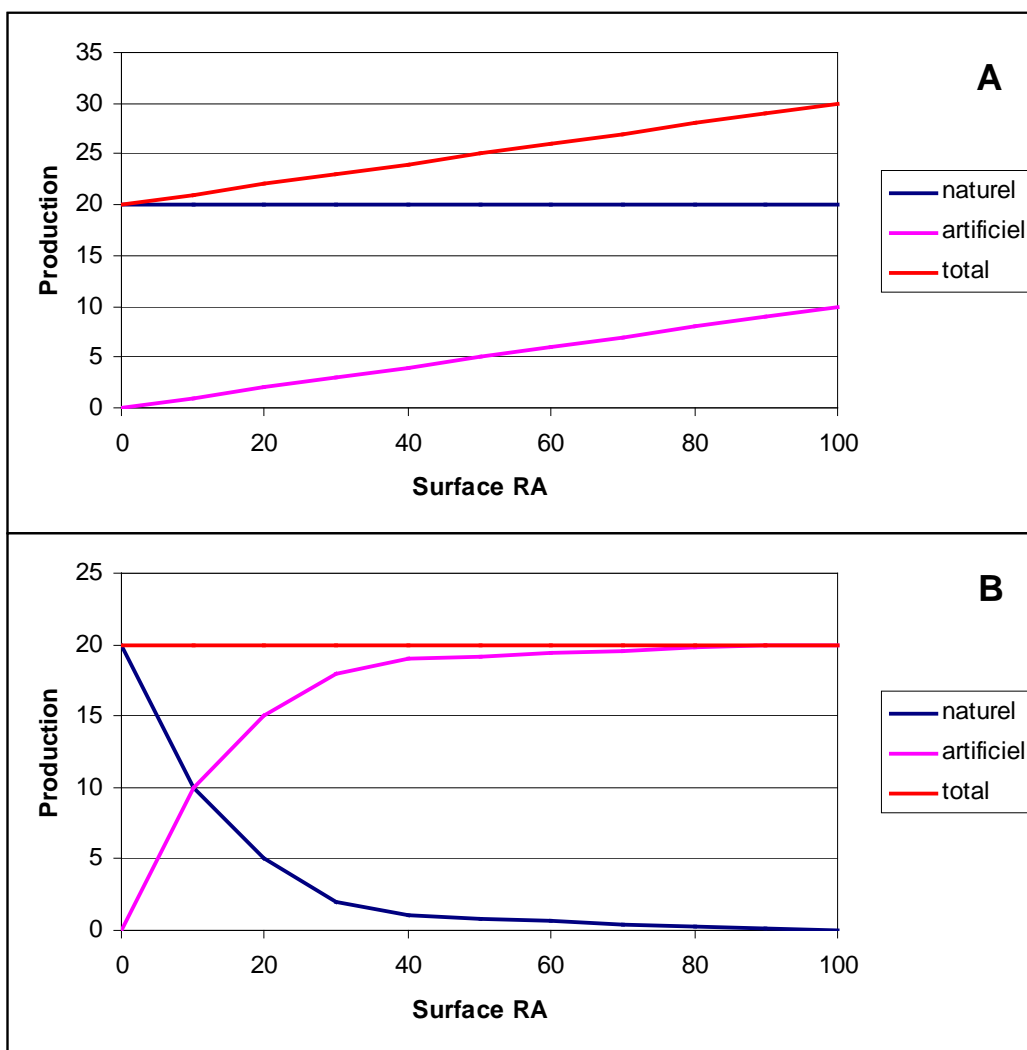 A
35
30
25
20
15
10
5
0
Production
0 20 40 60 80 100
Surface RA
naturel
artificiel
total
B
25
20
15
10
5
0
Production
0 20 40 60 80 100
Surface RA
naturel
artificiel
total